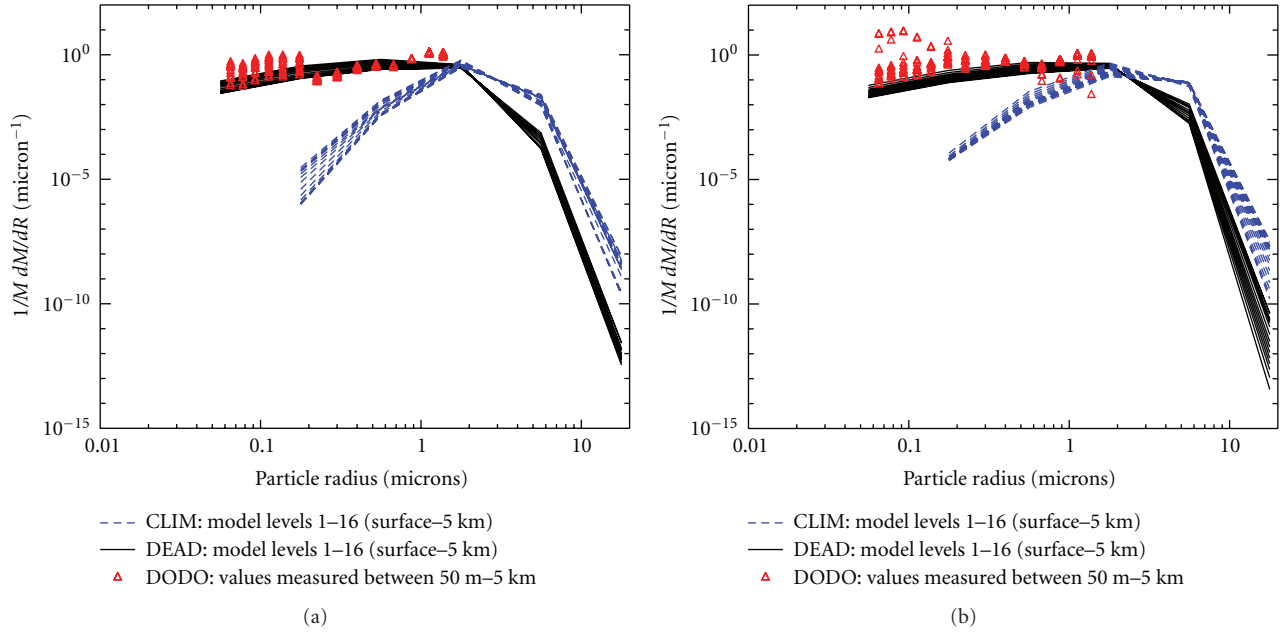 10^0
10^−5
10^−10
10^−15
1/M dM/dR (micron^−1)
0.01 0.1 1 10
Particle radius (microns)
CLIM: model levels 1–16 (surface–5 km)
DEAD: model levels 1–16 (surface–5 km)
DODO: values measured between 50 m–5 km
(a)
10^0
10^−5
10^−10
10^−15
1/M dM/dR (micron^−1)
0.01 0.1 1 10
Particle radius (microns)
CLIM: model levels 1–16 (surface–5 km)
DEAD: model levels 1–16 (surface–5 km)
DODO: values measured between 50 m–5 km
(b)